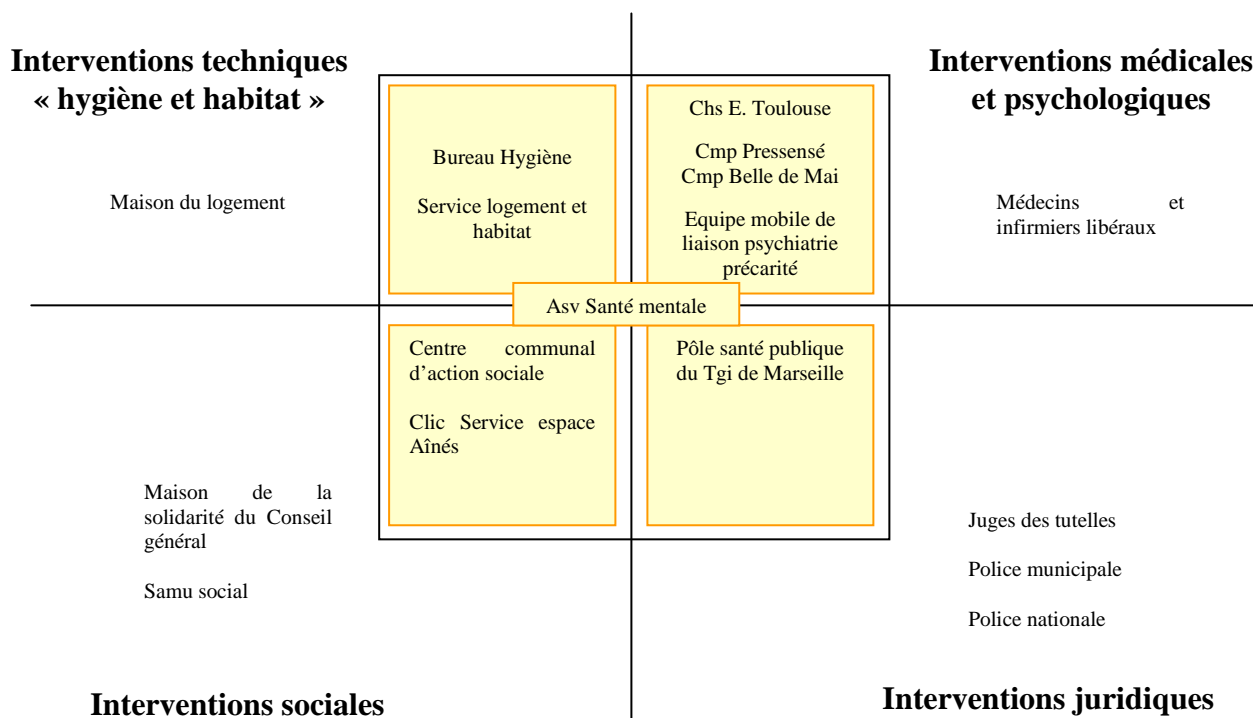 Interventions techniques
« hygiène et habitat »
Maison du logement
Bureau Hygiène
Service logement et
habitat
Chs E. Toulouse
Cmp Pressensé
Cmp Belle de Mai
Equipe mobile de
liaison psychiatrie
précarité
Interventions médicales
et psychologiques
Médecins et
infirmiers libéraux
Asv Santé mentale
Centre communal
d’action sociale
Clic Service espace
Aînés
Pôle santé publique
du Tgi de Marseille
Maison de la
solidarité du Conseil
général
Samu social
Interventions sociales
Juges des tutelles
Police municipale
Police nationale
Interventions juridiques